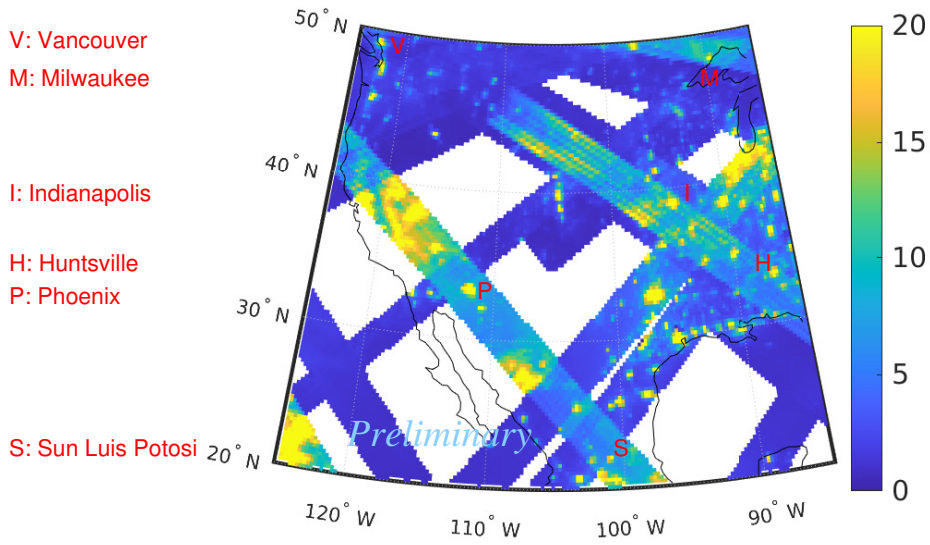 V: Vancouver
M: Milwaukee
I: Indianapolis
H: Huntsville
P: Phoenix
S: Sun Luis Potosi
50° N
40° N
30° N
20° N
120° W
110° W
100° W
90° W
V
M
I
H
P
S
Preliminary
20
15
10
5
0